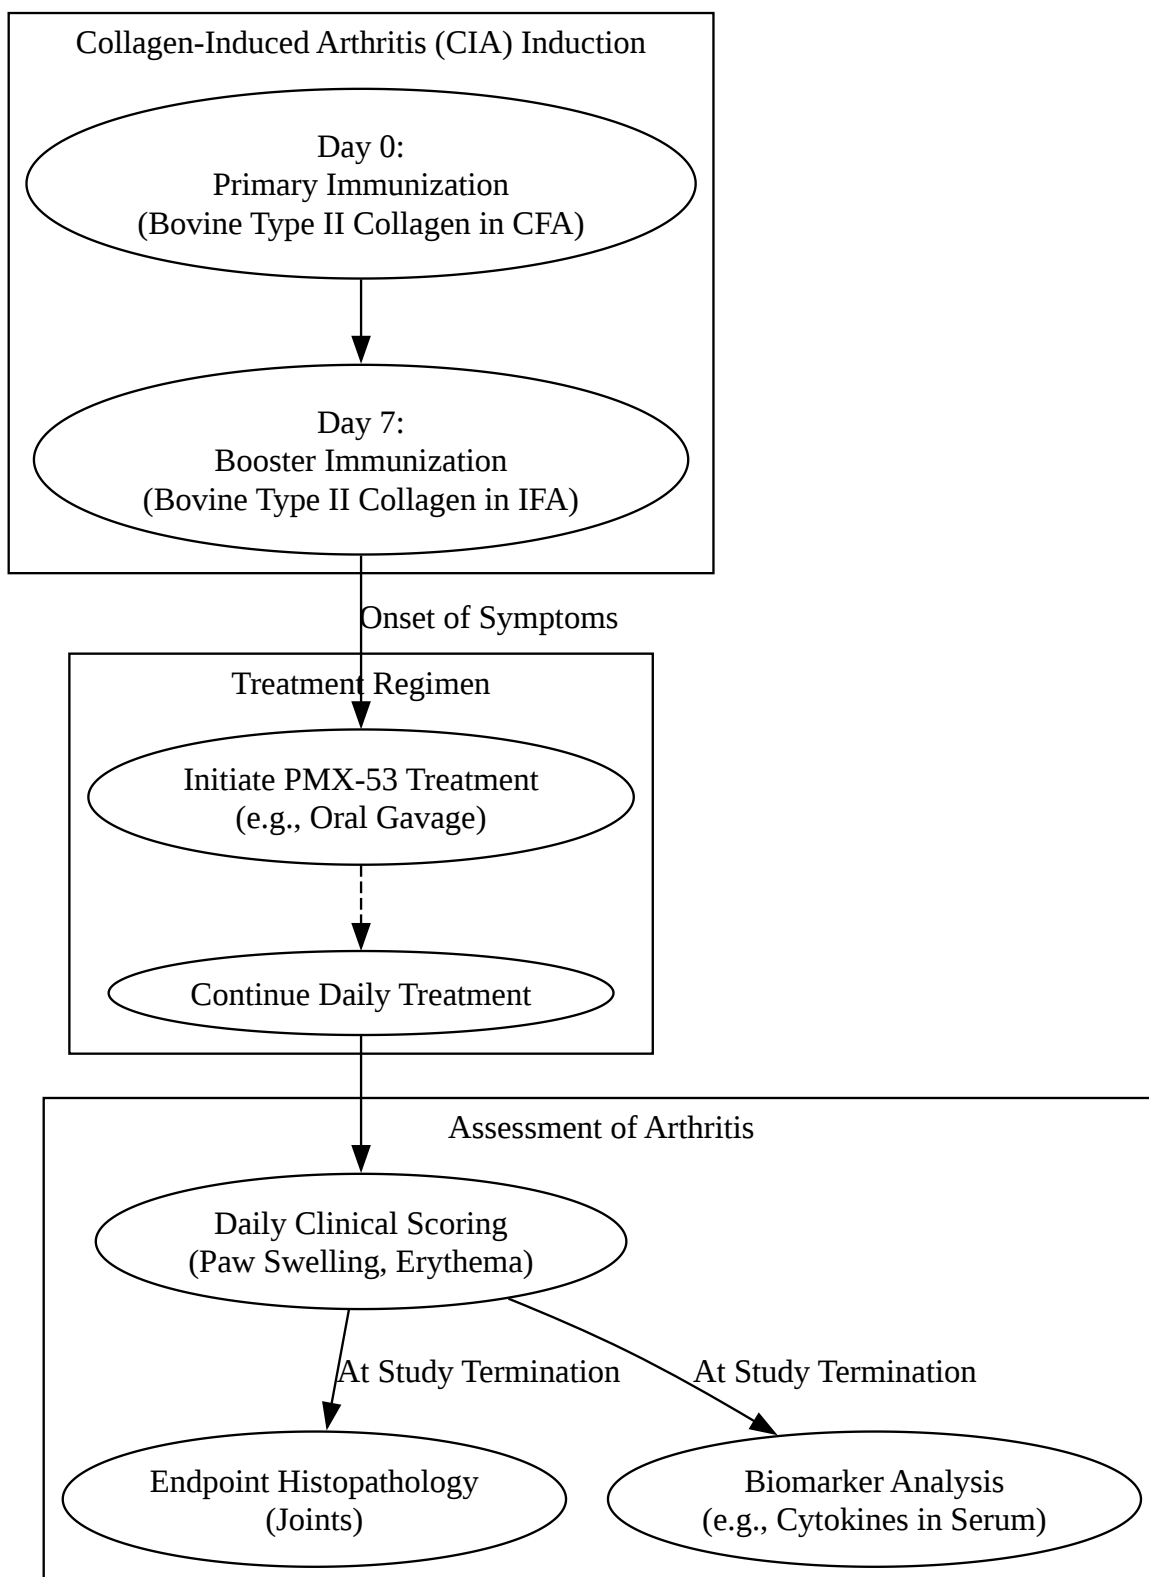 Collagen-Induced Arthritis (CIA) Induction
Day 0:
Primary Immunization
(Bovine Type II Collagen in CFA)
Day 7:
Booster Immunization
(Bovine Type II Collagen in IFA)
Onset of Symptoms
Treatment Regimen
Initiate PMX-53 Treatment
(e.g., Oral Gavage)
Continue Daily Treatment
Assessment of Arthritis
Daily Clinical Scoring
(Paw Swelling, Erythema)
At Study Termination
At Study Termination
Endpoint Histopathology
(Joints)
Biomarker Analysis
(e.g., Cytokines in Serum)